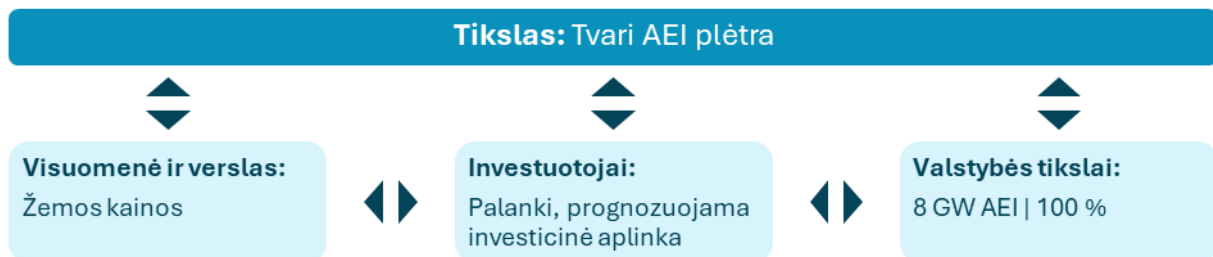 Tikslas: Tvari AEI plėtra
Visuomenė ir verslas:
Žemos kainos
Investuotojai:
Palanki, prognozuojama
investicinė aplinka
Valstybės tikslai:
8 GW AEI | 100 %